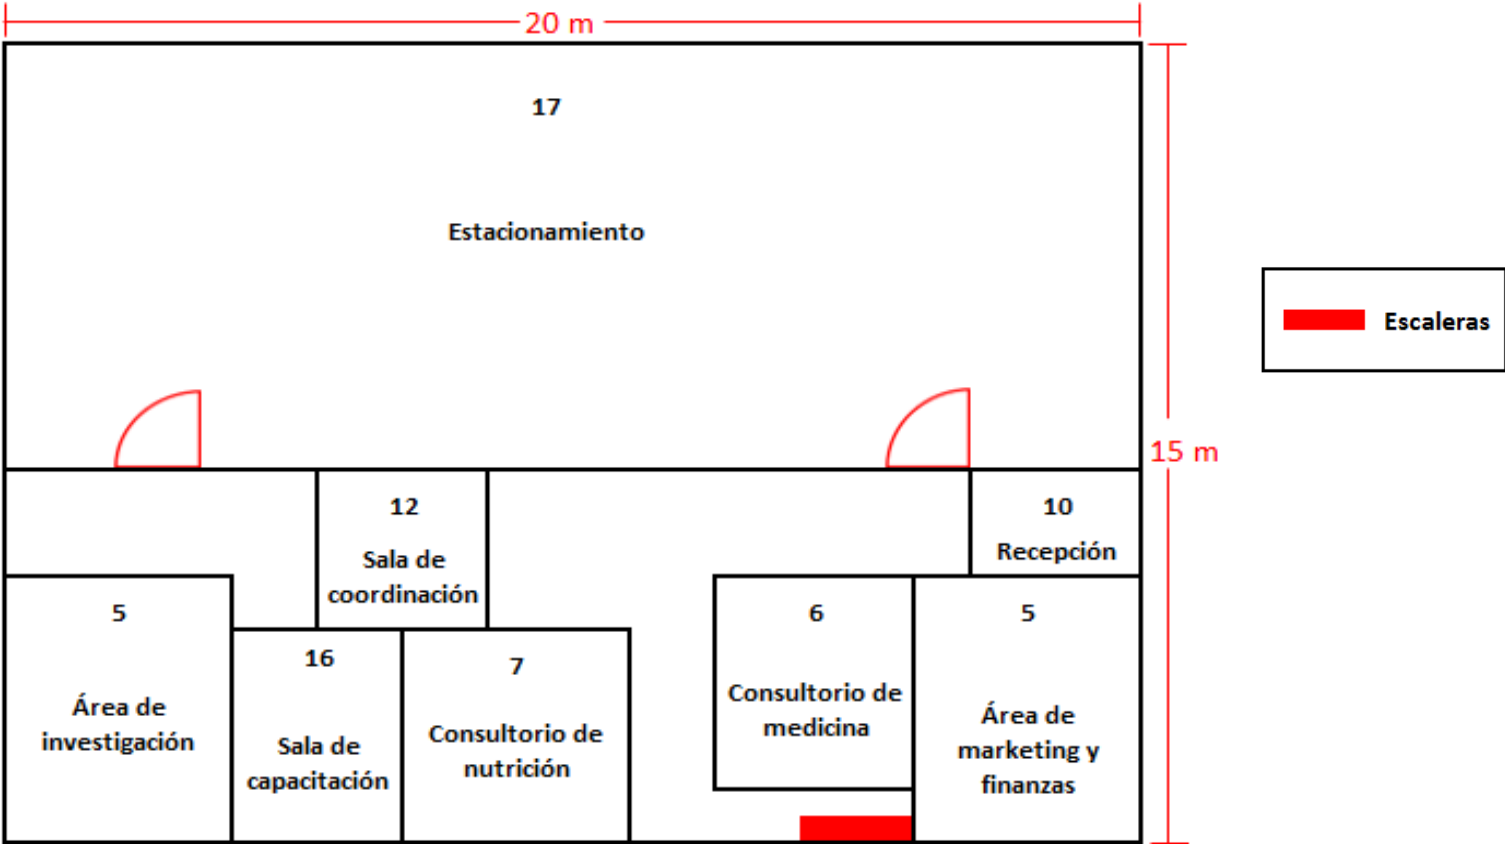 20 m
17
Estacionamiento
Escaleras
15 m
12
Sala de
coordinación
10
Recepción
5
Área de
investigación
16
Sala de
capacitación
7
Consultorio de
nutrición
6
Consultorio de
medicina
5
Área de
marketing y
finanzas